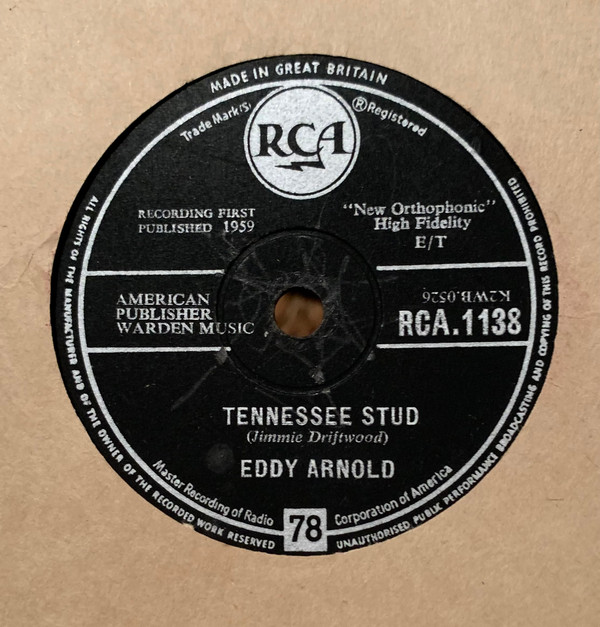 MADE IN GREAT BRITAIN
Trade Mark(S)
®Registered
RCA
RECORDING FIRST
PUBLISHED 1959
"New Orthophonic"
High Fidelity
E/T
AMERICAN
PUBLISHER
WARDEN MUSIC
K2WB.0526
RCA.1138
TENNESSEE STUD
(Jimmie Driftwood)
EDDY ARNOLD
Master Recording of Radio
Corporation of America
78
ALL RIGHTS OF THE MANUFACTURER AND OF THE OWNER OF THE RECORDED WORK RESERVED
UNAUTHORISED PUBLIC PERFORMANCE BROADCASTING AND COPYING OF THIS RECORD PROHIBITED